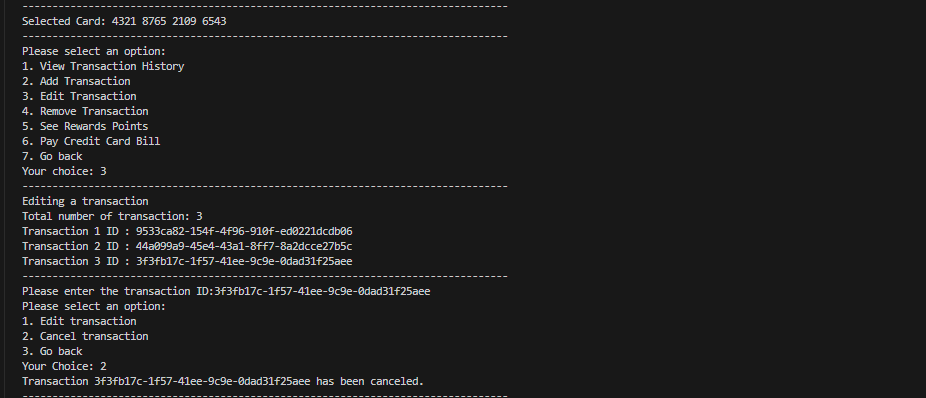 ---------------------------------------------------------------------------------
Selected Card: 4321 8765 2109 6543
---------------------------------------------------------------------------------
Please select an option:
1. View Transaction History
2. Add Transaction
3. Edit Transaction
4. Remove Transaction
5. See Rewards Points
6. Pay Credit Card Bill
7. Go back
Your choice: 3
---------------------------------------------------------------------------------
Editing a transaction
Total number of transaction: 3
Transaction 1 ID : 9533ca82-154f-4f96-910f-ed0221dcdb06
Transaction 2 ID : 44a099a9-45e4-43a1-8ff7-8a2dcce27b5c
Transaction 3 ID : 3f3fb17c-1f57-41ee-9c9e-0dad31f25aee
---------------------------------------------------------------------------------
Please enter the transaction ID:3f3fb17c-1f57-41ee-9c9e-0dad31f25aee
Please select an option:
1. Edit transaction
2. Cancel transaction
3. Go back
Your Choice: 2
Transaction 3f3fb17c-1f57-41ee-9c9e-0dad31f25aee has been canceled.
---------------------------------------------------------------------------------